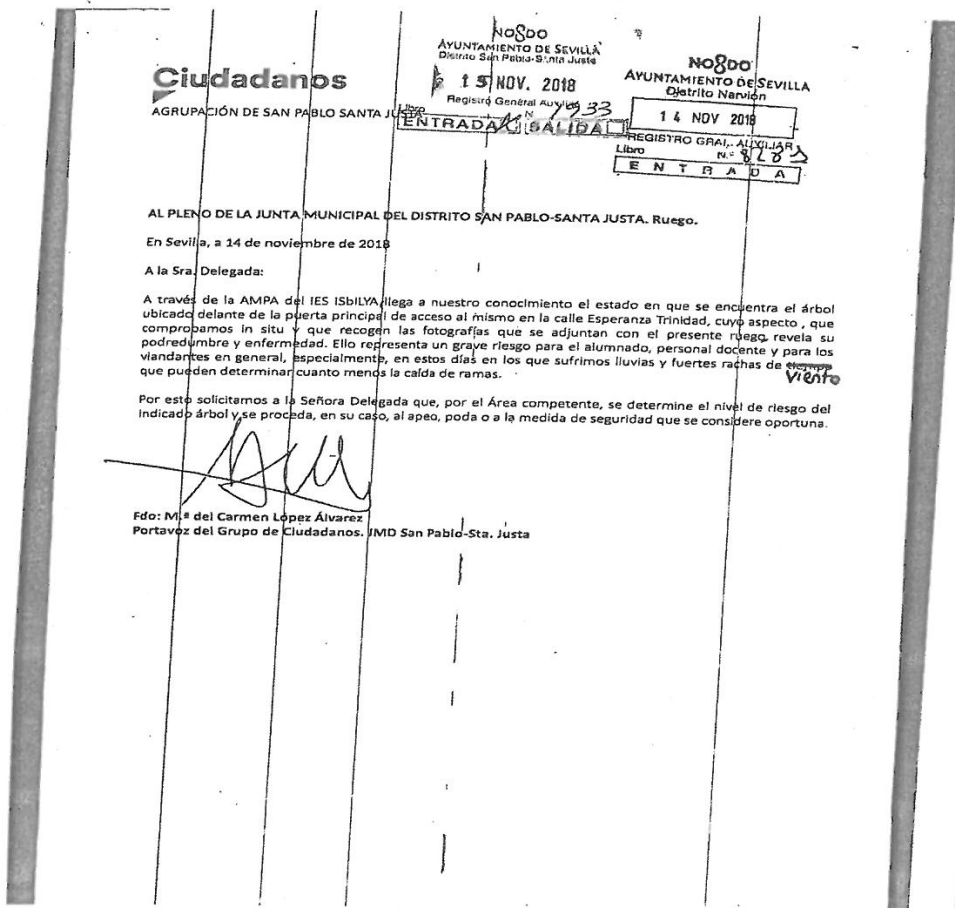 NO8DO
AYUNTAMIENTO DE SEVILLA
Distrito San Pablo-Santa Justa
15 NOV. 2018
Registro General Auxiliar
Libro N. 1933
ENTRADA SALIDA
NO8DO
AYUNTAMIENTO DE SEVILLA
Distrito Nervión
14 NOV 2018
REGISTRO GRAL. AUXILIAR
Libro N.º
ENTRADA
Ciudadanos
AGRUPACIÓN DE SAN PABLO SANTA JUSTA
AL PLENO DE LA JUNTA MUNICIPAL DEL DISTRITO SAN PABLO-SANTA JUSTA. Ruego.
En Sevilla, a 14 de noviembre de 2018
A la Sra. Delegada:
A través de la AMPA del IES ISbILYA llega a nuestro conocimiento el estado en que se encuentra el árbol
ubicado delante de la puerta principal de acceso al mismo en la calle Esperanza Trinidad, cuyo aspecto , que
comprobamos in situ y que recogen las fotografías que se adjuntan con el presente ruego, revela su
podredumbre y enfermedad. Ello representa un grave riesgo para el alumnado, personal docente y para los
viandantes en general, especialmente, en estos días en los que sufrimos lluvias y fuertes rachas de
viento
que pueden determinar cuanto menos la caída de ramas.
Por esto solicitamos a la Señora Delegada que, por el Área competente, se determine el nivel de riesgo del
indicado árbol y se proceda, en su caso, al apeo, poda o a la medida de seguridad que se considere oportuna.
Fdo: M.ª del Carmen López Álvarez
Portavoz del Grupo de Ciudadanos. JMD San Pablo-Sta. Justa